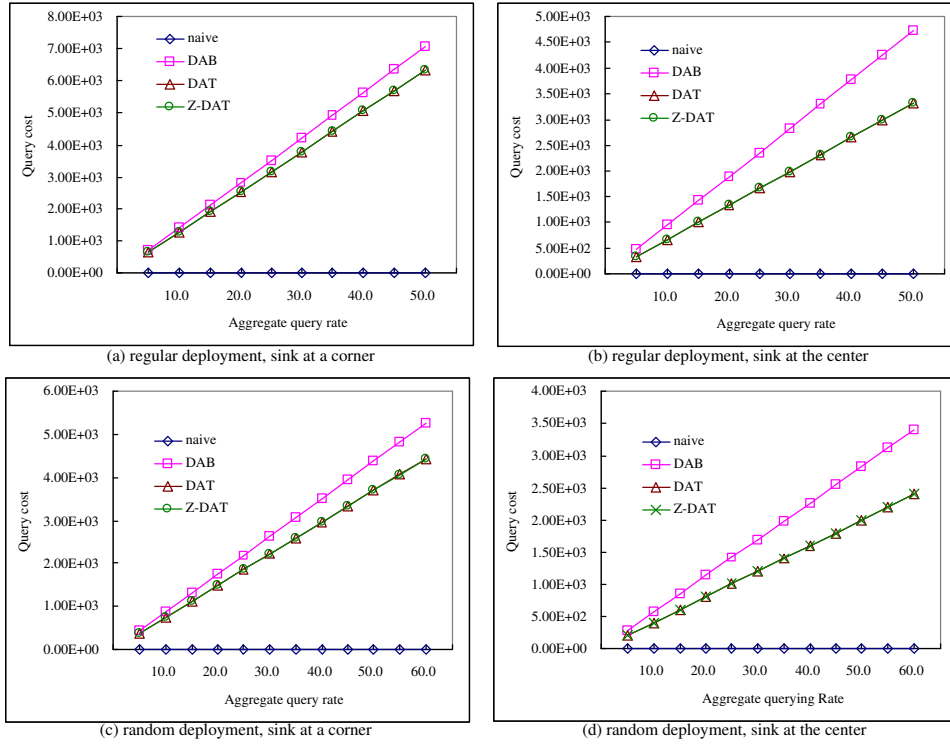 8.00E+03
7.00E+03
6.00E+03
5.00E+03
4.00E+03
3.00E+03
2.00E+03
1.00E+03
0.00E+00
Query cost
naive
DAB
DAT
Z-DAT
10.0 20.0 30.0 40.0 50.0
Aggregate query rate
(a) regular deployment, sink at a corner
5.00E+03
4.50E+03
4.00E+03
3.50E+03
3.00E+03
2.50E+03
2.00E+03
1.50E+03
1.00E+03
5.00E+02
0.00E+00
Query cost
naive
DAB
DAT
Z-DAT
10.0 20.0 30.0 40.0 50.0
Aggregate query rate
(b) regular deployment, sink at the center
6.00E+03
5.00E+03
4.00E+03
3.00E+03
2.00E+03
1.00E+03
0.00E+00
Query cost
naive
DAB
DAT
Z-DAT
10.0 20.0 30.0 40.0 50.0 60.0
Aggregate query rate
(c) random deployment, sink at a corner
4.00E+03
3.50E+03
3.00E+03
2.50E+03
2.00E+03
1.50E+03
1.00E+03
5.00E+02
0.00E+00
Query cost
naive
DAB
DAT
Z-DAT
10.0 20.0 30.0 40.0 50.0 60.0
Aggregate querying Rate
(d) random deployment, sink at the center